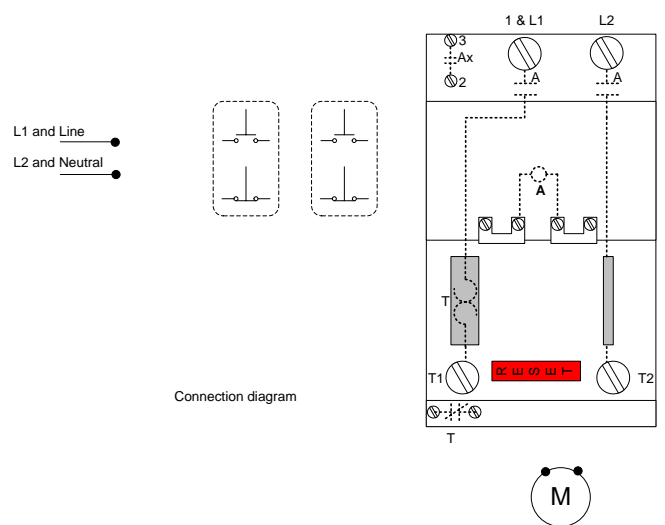 1 & L1 L2
3
Ax
A A
2
L1 and Line
L2 and Neutral
A
T
T1 RESET T2
Connection diagram
T
M